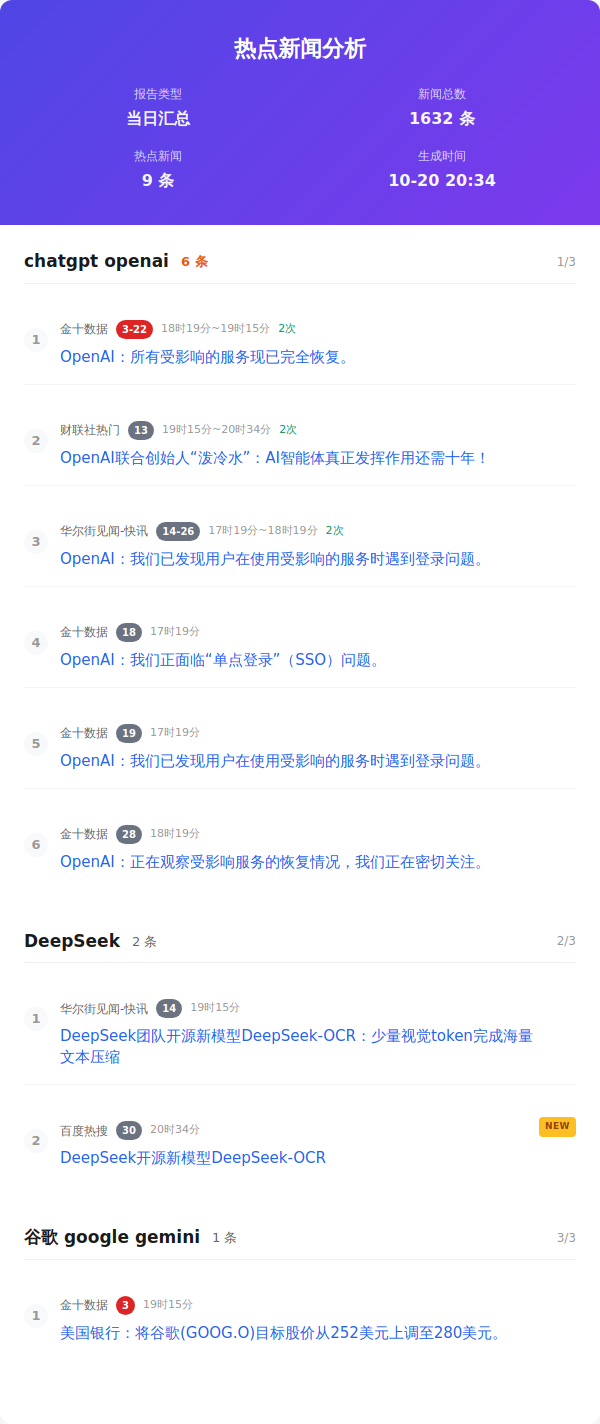 热点新闻分析
报告类型
新闻总数
当日汇总
1632 条
热点新闻
生成时间
9 条
10-20 20:34
chatgpt openai 6 条 1/3
1
金十数据 3-22 18时19分~19时15分 2次
OpenAI：所有受影响的服务现已完全恢复。
2
财联社热门 13 19时15分~20时34分 2次
OpenAI联合创始人“泼冷水”：AI智能体真正发挥作用还需十年！
3
华尔街见闻-快讯 14-26 17时19分~18时19分 2次
OpenAI：我们已发现用户在使用受影响的服务时遇到登录问题。
4
金十数据 18 17时19分
OpenAI：我们正面临“单点登录”（SSO）问题。
5
金十数据 19 17时19分
OpenAI：我们已发现用户在使用受影响的服务时遇到登录问题。
6
金十数据 28 18时19分
OpenAI：正在观察受影响服务的恢复情况，我们正在密切关注。
DeepSeek 2 条 2/3
1
华尔街见闻-快讯 14 19时15分
DeepSeek团队开源新模型DeepSeek-OCR：少量视觉token完成海量
文本压缩
2
百度热搜 30 20时34分 NEW
DeepSeek开源新模型DeepSeek-OCR
谷歌 google gemini 1 条 3/3
1
金十数据 3 19时15分
美国银行：将谷歌(GOOG.O)目标股价从252美元上调至280美元。